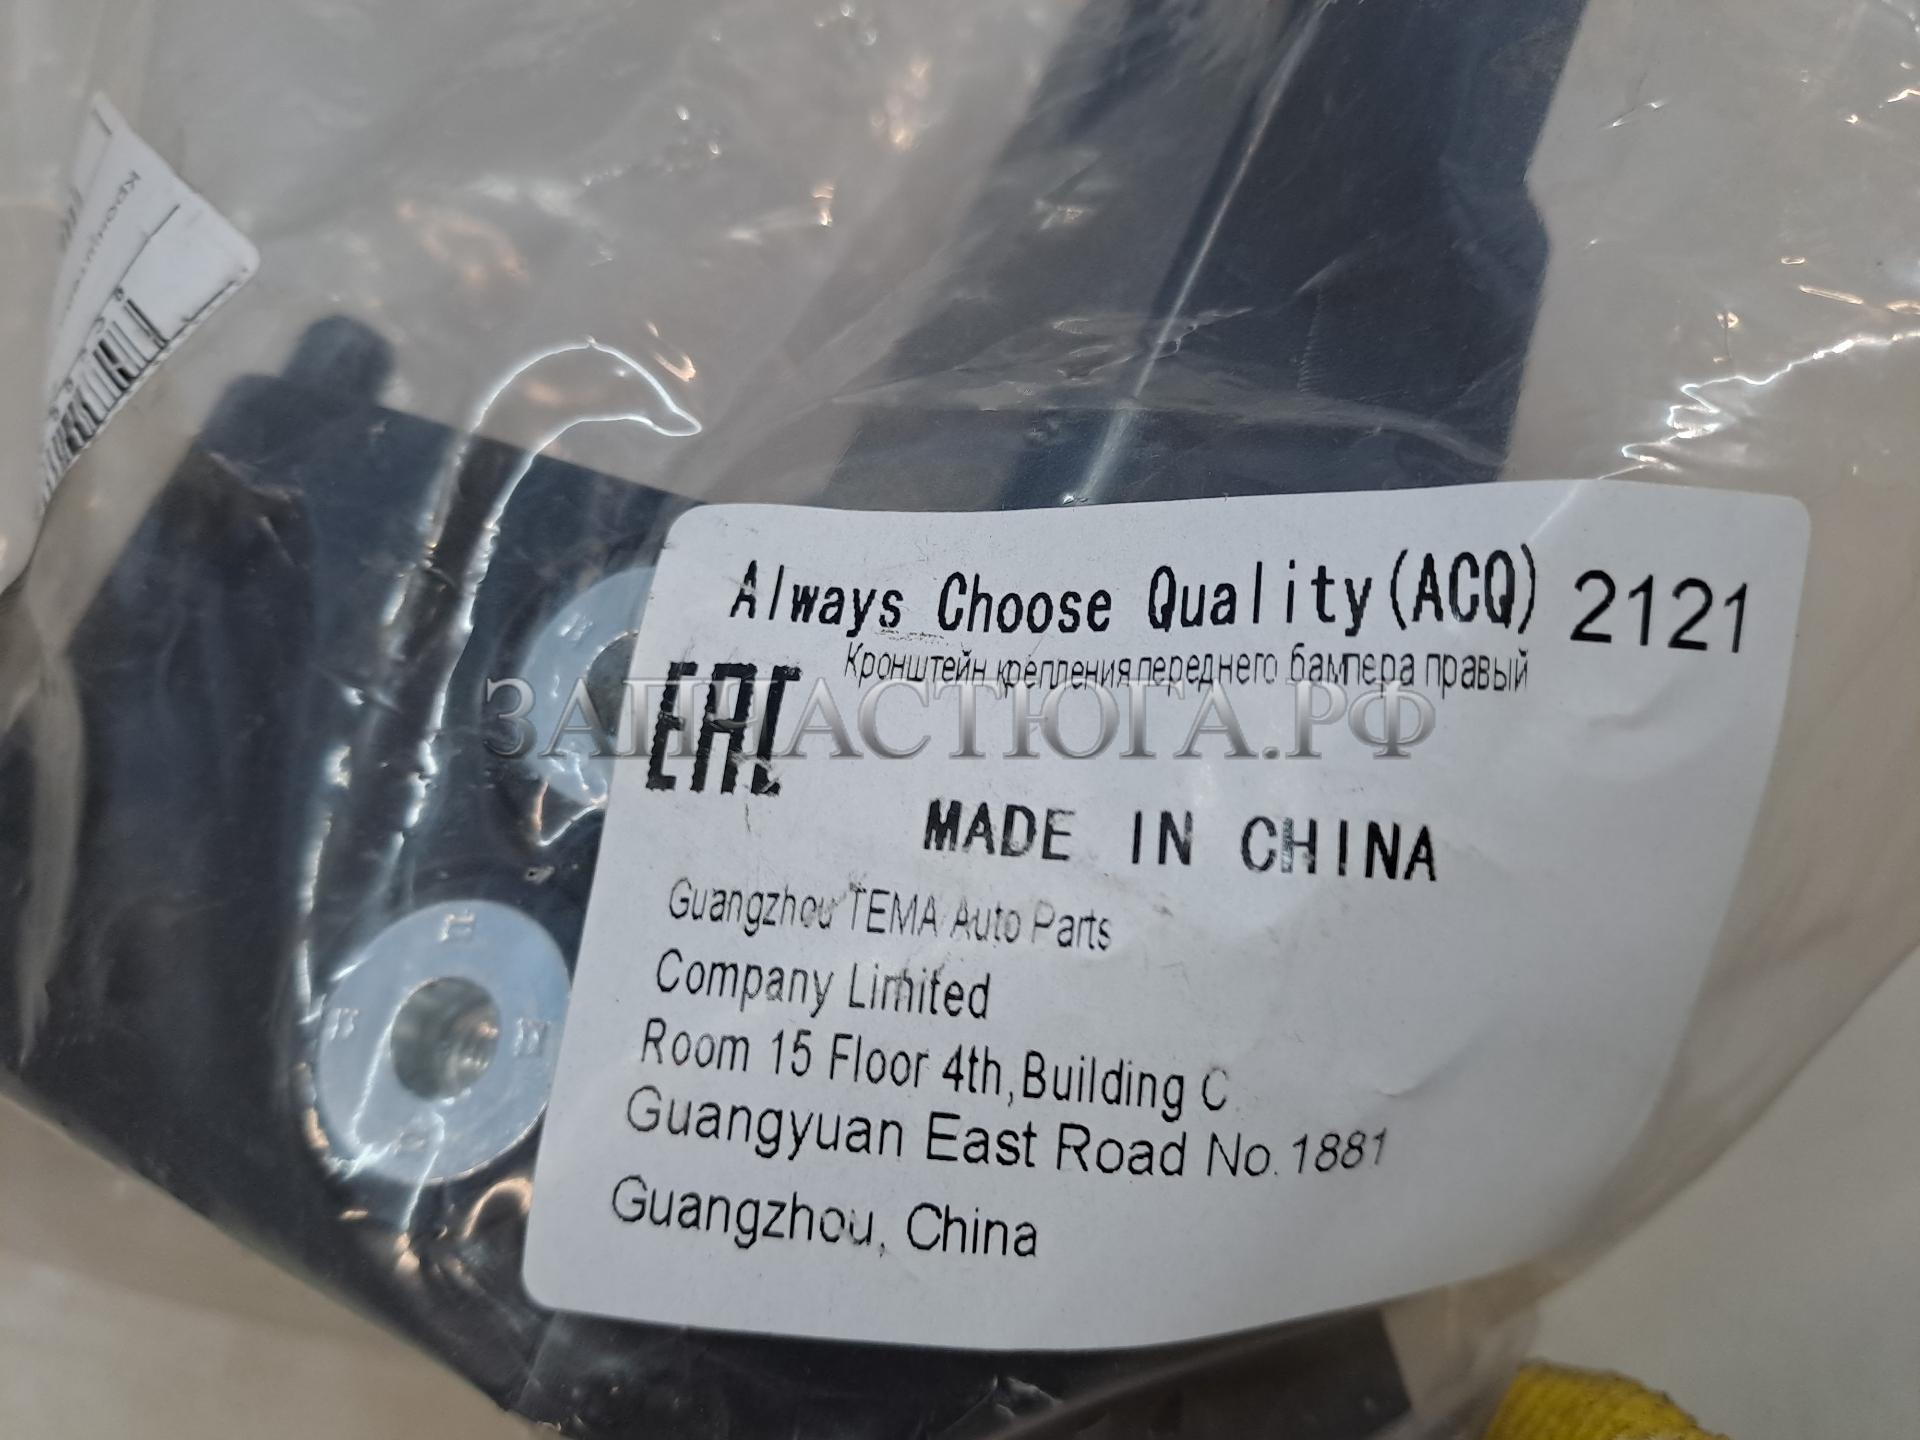 Always Choose Quality(ACQ) 2121
Кронштейн крепления переднего бампера правый
EAC
ЗАПЧАСТЮГА.РФ
MADE IN CHINA
Guangzhou TEMA Auto Parts
Company Limited
Room 15 Floor 4th,Building C
Guangyuan East Road No.1881
Guangzhou, China